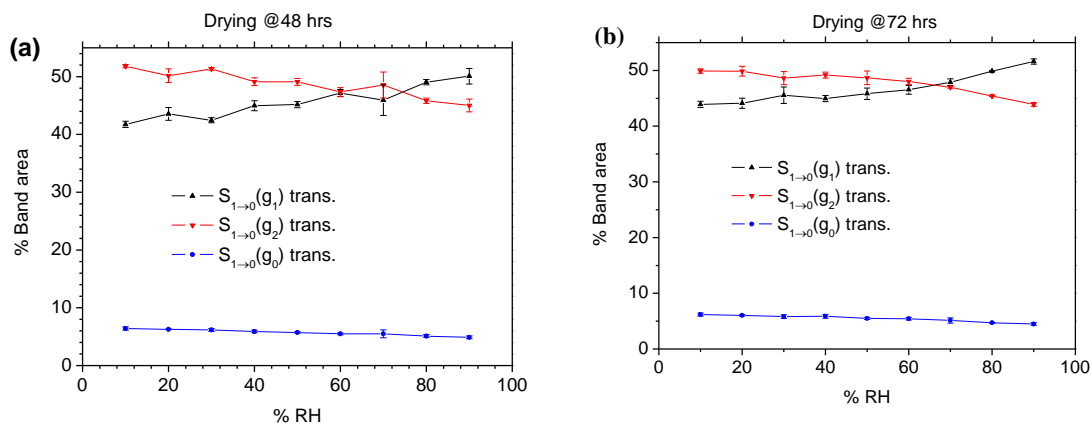 Drying @48 hrs
(a)
% Band area
50
40
30
20
10
0
S1→0(g1) trans.
S1→0(g2) trans.
S1→0(g0) trans.
0 20 40 60 80 100
% RH
Drying @72 hrs
(b)
% Band area
50
40
30
20
10
0
S1→0(g1) trans.
S1→0(g2) trans.
S1→0(g0) trans.
0 20 40 60 80 100
% RH